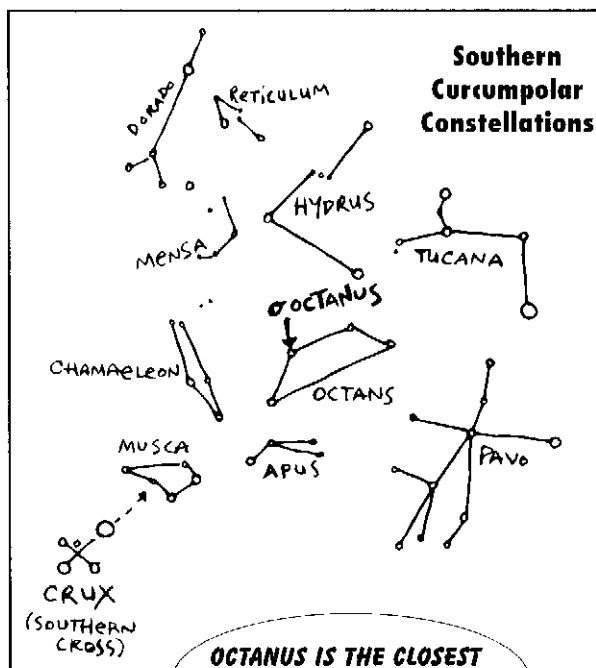 Southern
Curcumpolar
Constellations
DORADO
RETICULUM
HYDRUS
MENSA
TUCANA
σ OCTANUS
CHAMAELEON
OCTANS
MUSCA
APUS
PAVO
CRUX
(SOUTHERN
CROSS)
OCTANUS IS THE CLOSEST